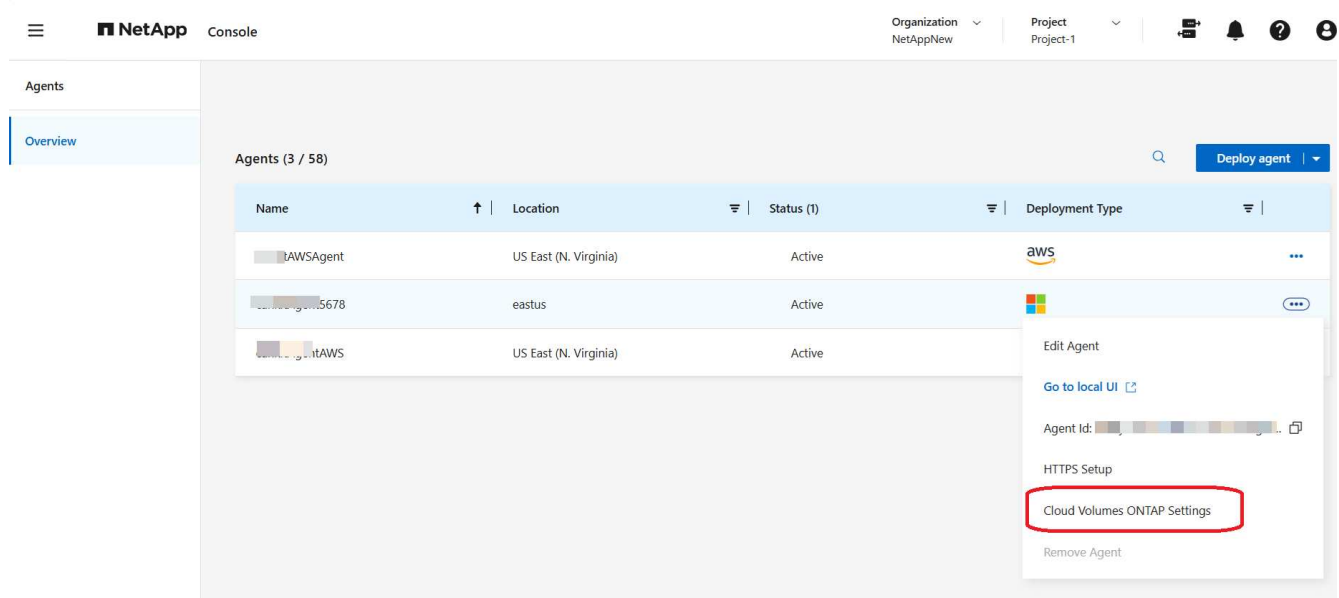 NetApp Console
Organization
NetAppNew
Project
Project-1
Agents
Overview
Agents (3 / 58)
Deploy agent
Name Location Status (1) Deployment Type
tAWSAgent US East (N. Virginia) Active aws
5678 eastus Active
ntAWS US East (N. Virginia) Active
Edit Agent
Go to local UI
Agent Id:
HTTPS Setup
Cloud Volumes ONTAP Settings
Remove Agent